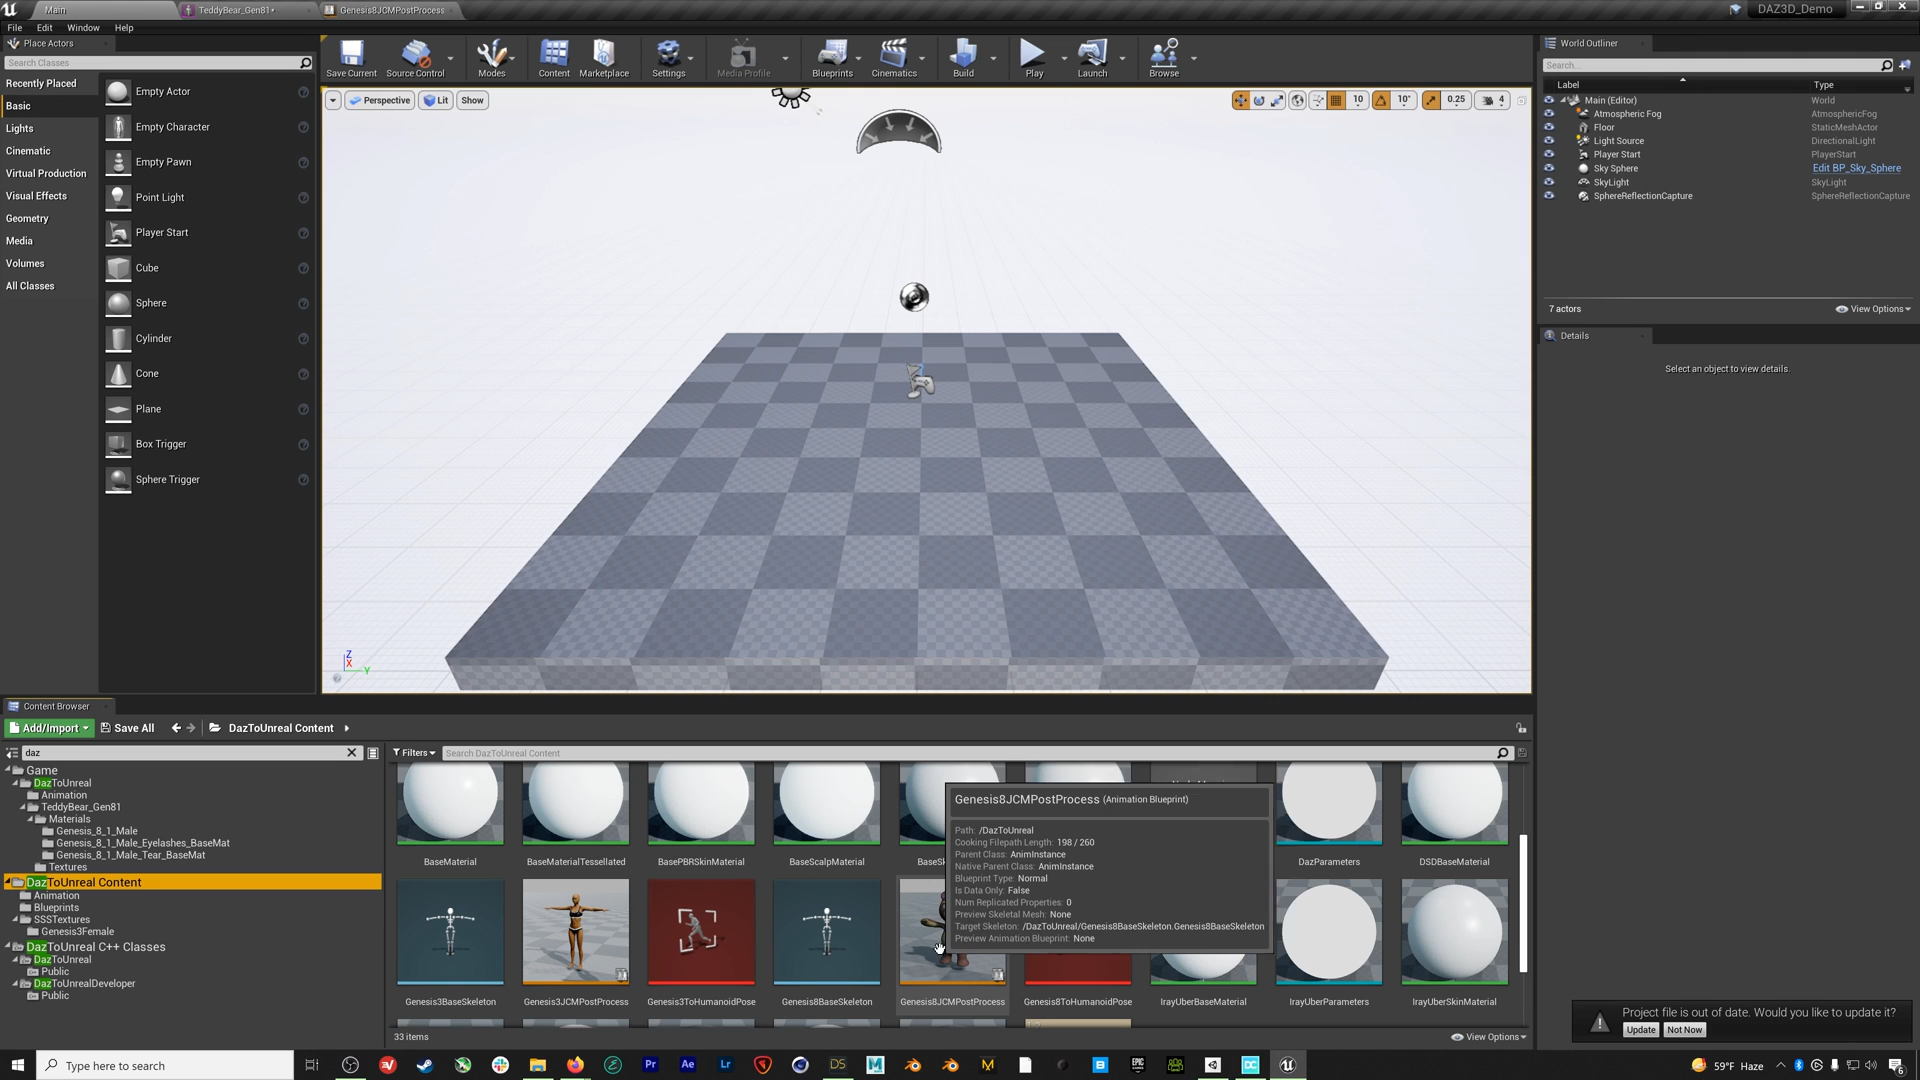 Main
TeddyBear_Gen81*
Genesis8JCMPostProcess
DAZ3D_Demo
File Edit Window Help
Place Actors
Search Classes
Recently Placed
Basic
Lights
Cinematic
Virtual Production
Visual Effects
Geometry
Media
Volumes
All Classes
Empty Actor
Empty Character
Empty Pawn
Point Light
Player Start
Cube
Sphere
Cylinder
Cone
Plane
Box Trigger
Sphere Trigger
Save Current Source Control Modes Content Marketplace Settings Media Profile Blueprints Cinematics Build Play Launch Browse
Perspective Lit Show
10 10° 0.25 4
Z
X
Y
World Outliner
Search...
Label Type
Main (Editor) World
Atmospheric Fog AtmosphericFog
Floor StaticMeshActor
Light Source DirectionalLight
Player Start PlayerStart
Sky Sphere Edit BP_Sky_Sphere
SkyLight SkyLight
SphereReflectionCapture SphereReflectionCapture
7 actors View Options
Details
Select an object to view details.
Content Browser
Add/Import Save All DazToUnreal Content
daz
Filters Search DazToUnreal Content
Game
DazToUnreal
Animation
TeddyBear_Gen81
Materials
Genesis_8_1_Male
Genesis_8_1_Male_Eyelashes_BaseMat
Genesis_8_1_Male_Tear_BaseMat
Textures
DazToUnreal Content
Animation
Blueprints
SSSTextures
Genesis3Female
DazToUnreal C++ Classes
DazToUnreal
Public
DazToUnrealDeveloper
Public
BaseMaterial BaseMaterialTessellated BasePBRSkinMaterial BaseScalpMaterial DazParameters DSDBaseMaterial
Genesis8JCMPostProcess (Animation Blueprint)
Path: /DazToUnreal
Cooking Filepath Length: 198 / 260
Parent Class: AnimInstance
Native Parent Class: AnimInstance
Blueprint Type: Normal
Is Data Only: False
Num Replicated Properties: 0
Preview Skeletal Mesh: None
Target Skeleton: /DazToUnreal/Genesis8BaseSkeleton.Genesis8BaseSkeleton
Preview Animation Blueprint: None
Genesis3BaseSkeleton Genesis3JCMPostProcess Genesis3ToHumanoidPose Genesis8BaseSkeleton Genesis8JCMPostProcess Genesis8ToHumanoidPose IrayUberBaseMaterial IrayUberParameters IrayUberSkinMaterial
33 items View Options
Project file is out of date. Would you like to update it?
Update Not Now
Type here to search
Pr Ae Lr DS M
59°F Haze
6